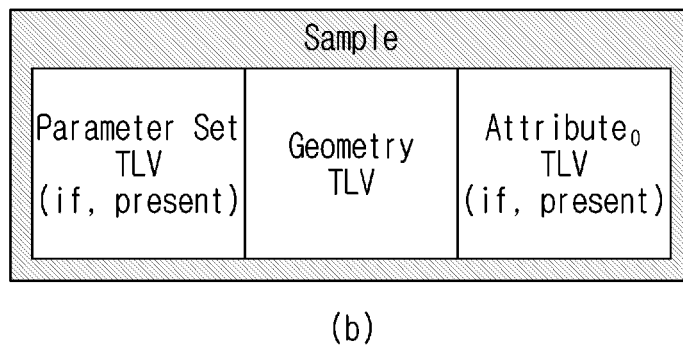 Sample
Parameter Set
TLV
(if, present)
Geometry
TLV
Attribute₀
TLV
(if, present)
(b)